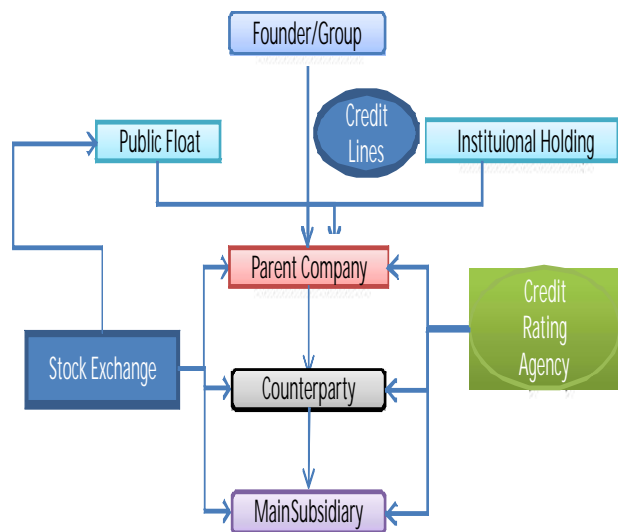 Founder/Group
Credit
Lines
Public Float
Instituional Holding
Parent Company
Credit
Rating
Agency
Stock Exchange
Counterparty
MainSubsidiary